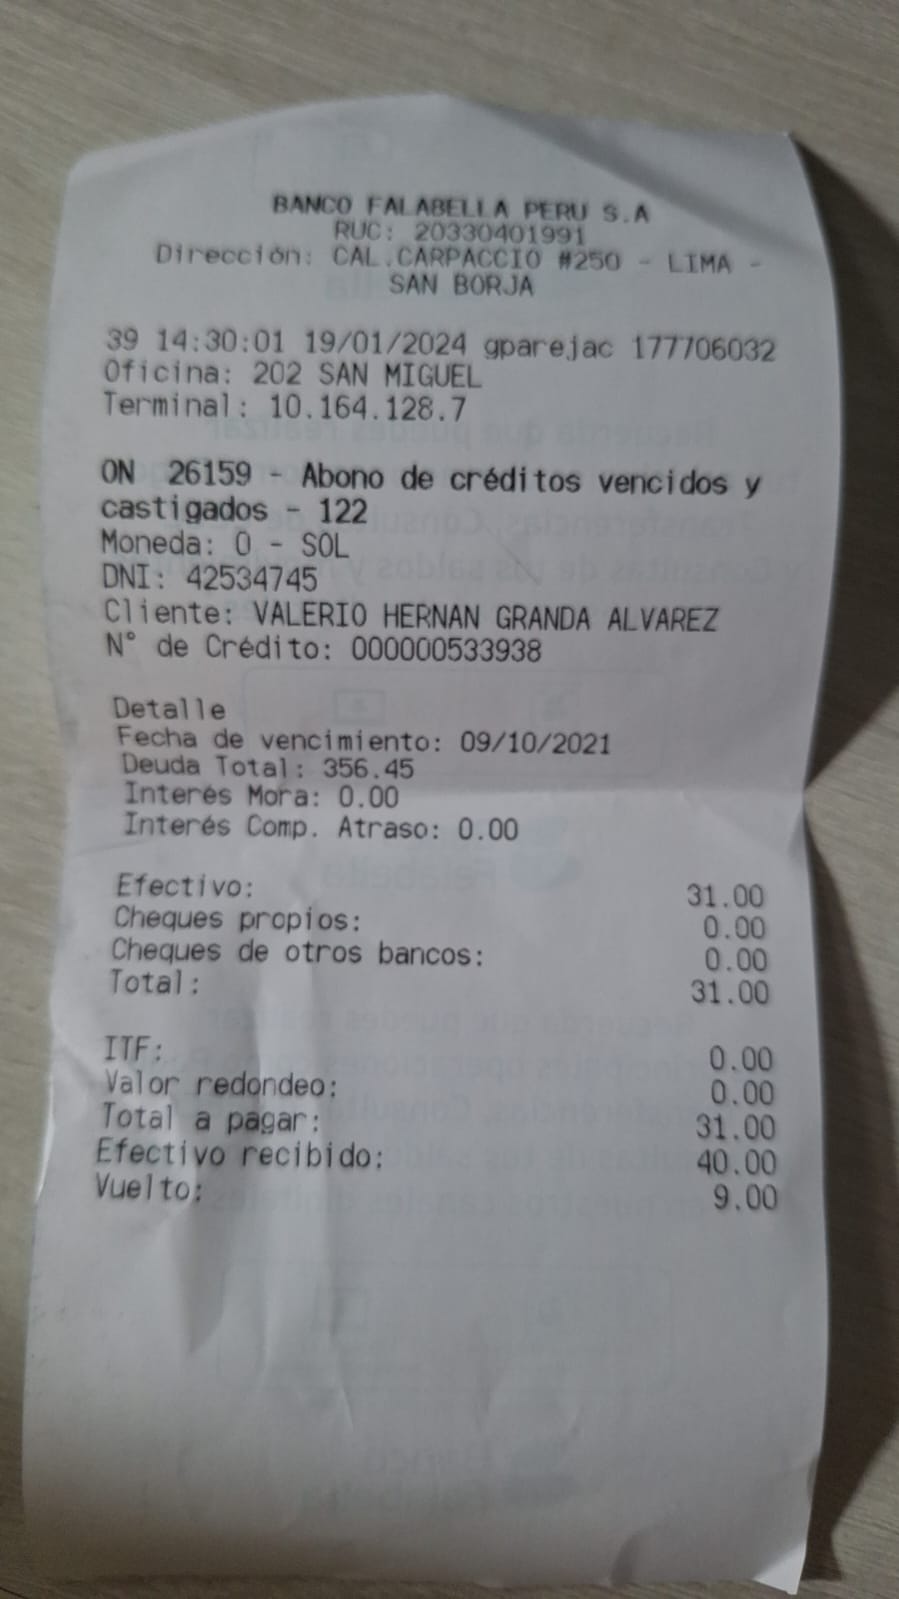 BANCO FALABELLA PERU S.A
RUC: 20330401991
Dirección: CAL.CARPACCIO #250 - LIMA -
SAN BORJA
39 14:30:01 19/01/2024 gparejac 177706032
Oficina: 202 SAN MIGUEL
Terminal: 10.164.128.7
ON 26159 - Abono de créditos vencidos y
castigados - 122
Moneda: 0 - SOL
DNI: 42534745
Cliente: VALERIO HERNAN GRANDA ALVAREZ
N° de Crédito: 000000533938
Detalle
Fecha de vencimiento: 09/10/2021
Deuda Total: 356.45
Interés Mora: 0.00
Interés Comp. Atraso: 0.00
Efectivo: 31.00
Cheques propios: 0.00
Cheques de otros bancos: 0.00
Total: 31.00
ITF: 0.00
Valor redondeo: 0.00
Total a pagar: 31.00
Efectivo recibido: 40.00
Vuelto: 9.00